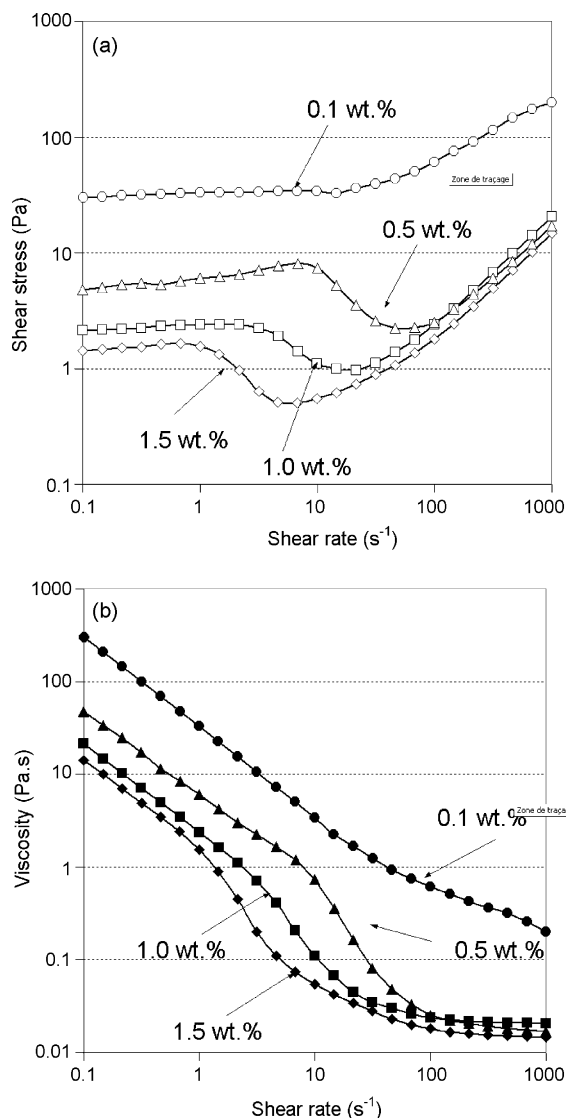 (a)
1000
100
10
1
0.1
Shear stress (Pa)
0.1 wt.%
Zone de traçage
0.5 wt.%
1.5 wt.%
1.0 wt.%
0.1 1 10 100 1000
Shear rate (s⁻¹)
(b)
1000
100
10
1
0.1
0.01
Viscosity (Pa.s)
0.1 wt.%
Zone de traça
1.0 wt.%
0.5 wt.%
1.5 wt.%
0.1 1 10 100 1000
Shear rate (s⁻¹)